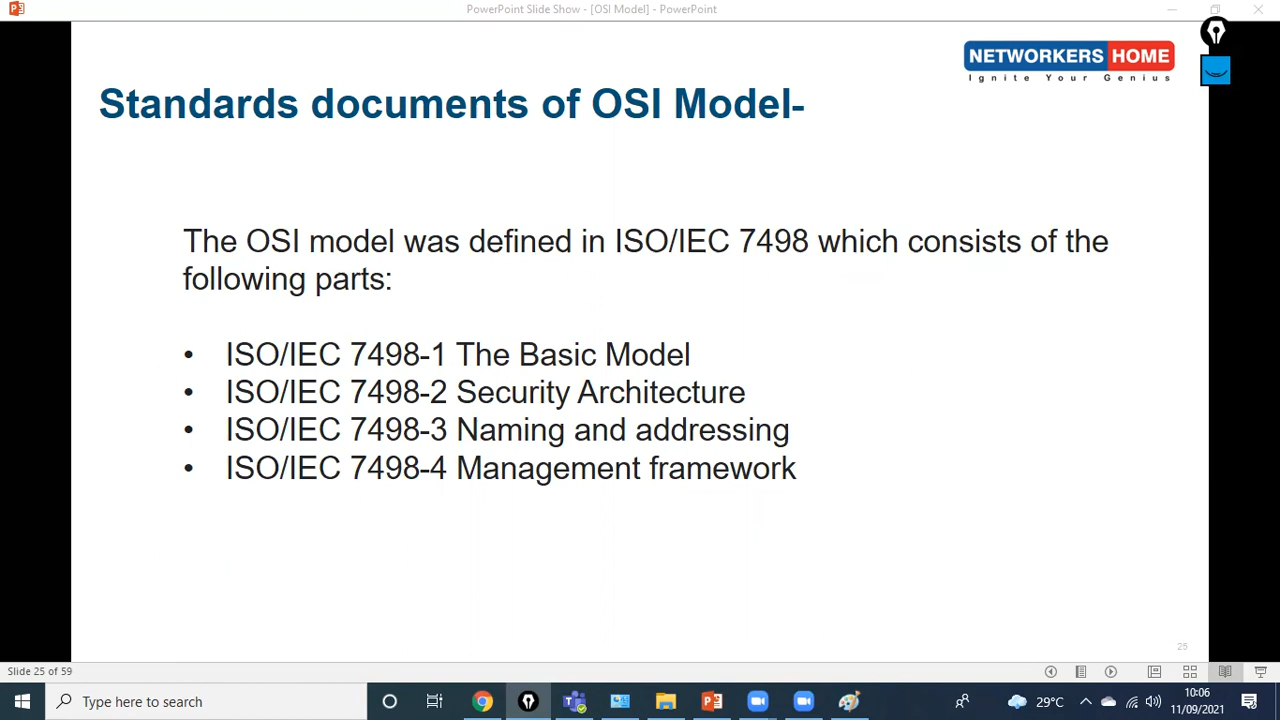 PowerPoint Slide Show - [OSI Model] - PowerPoint
NETWORKERS HOME
Ignite Your Genius
Standards documents of OSI Model-
The OSI model was defined in ISO/IEC 7498 which consists of the
following parts:
• ISO/IEC 7498-1 The Basic Model
• ISO/IEC 7498-2 Security Architecture
• ISO/IEC 7498-3 Naming and addressing
• ISO/IEC 7498-4 Management framework
25
Slide 25 of 59
Type here to search
29°C
10:06
11/09/2021